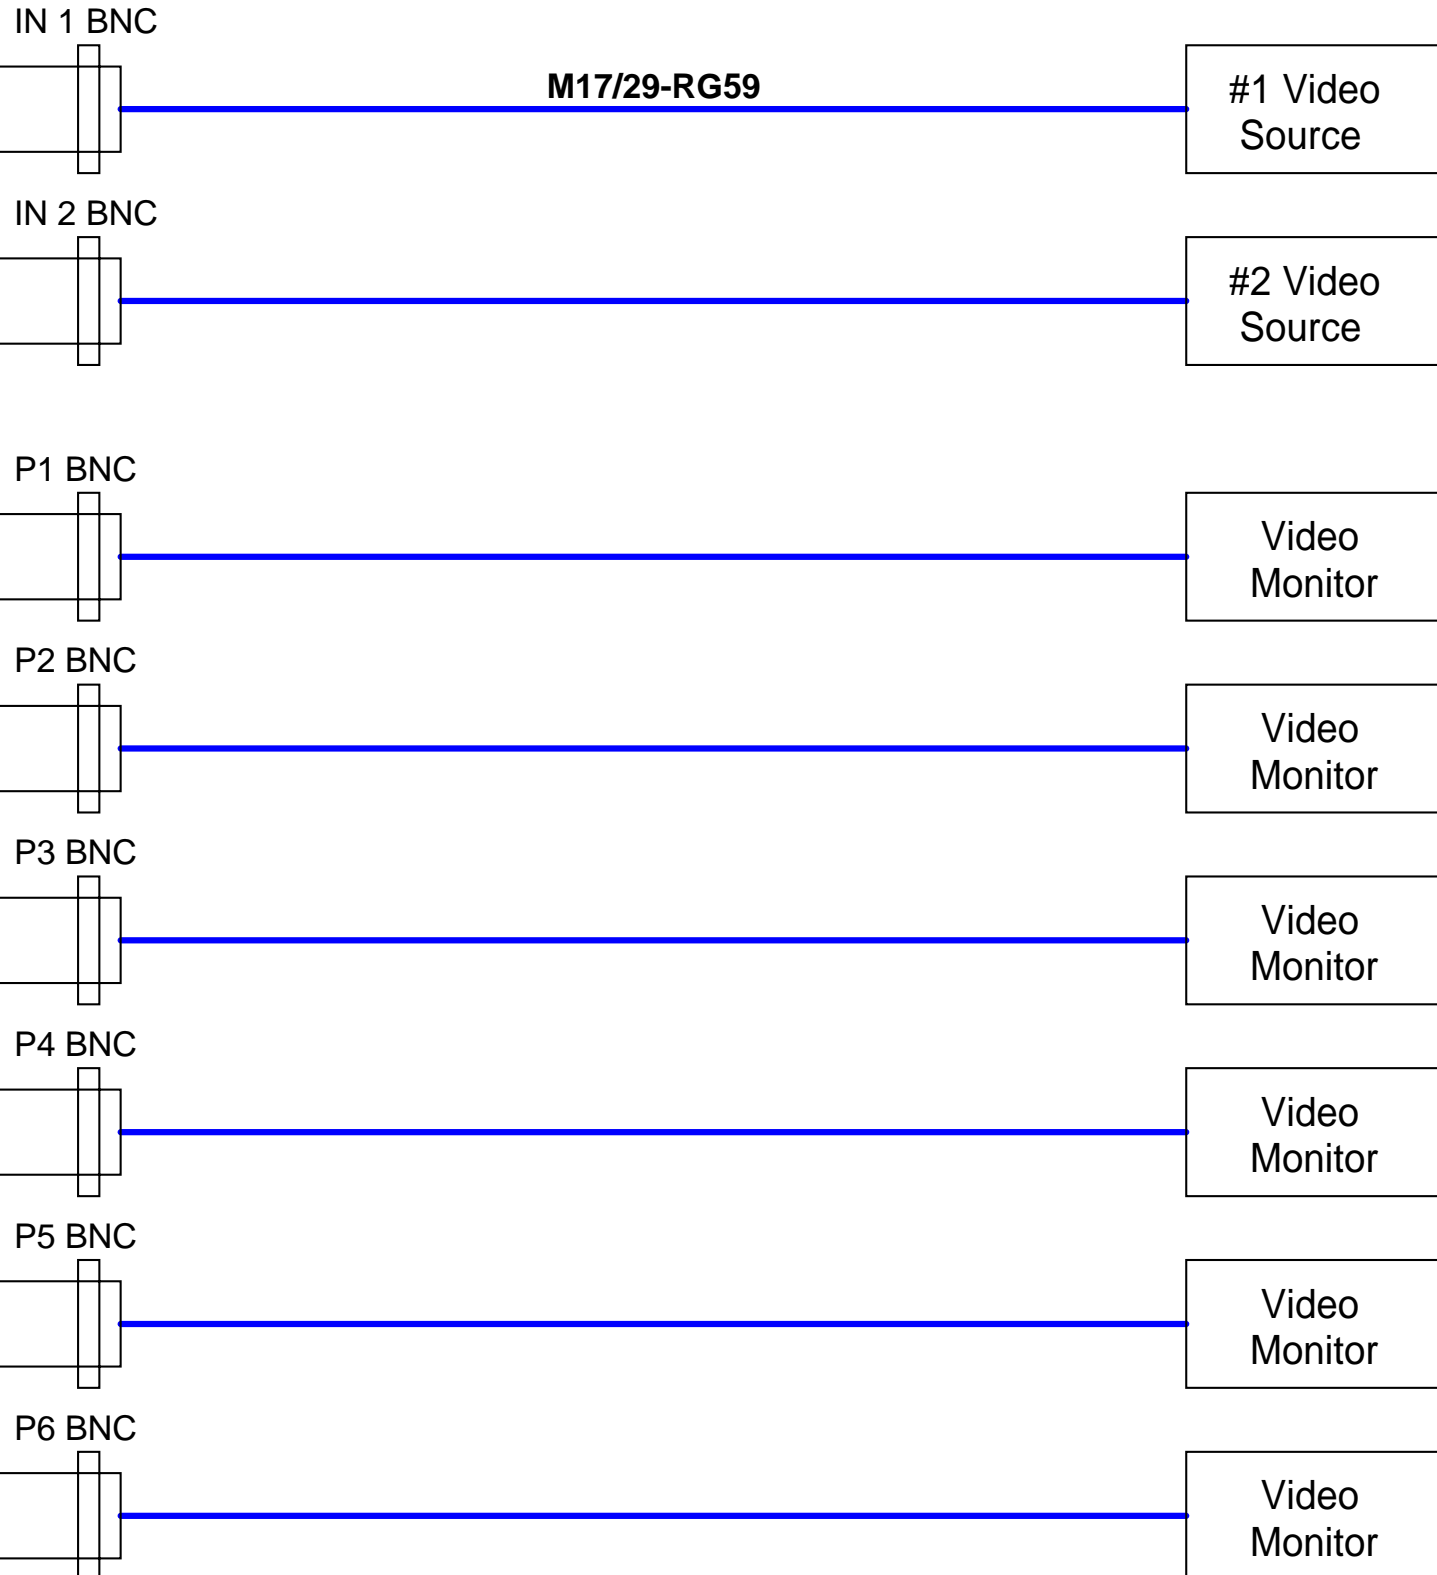 IN 1 BNC
M17/29-RG59
#1 Video
Source
IN 2 BNC
#2 Video
Source
P1 BNC
Video
Monitor
P2 BNC
Video
Monitor
P3 BNC
Video
Monitor
P4 BNC
Video
Monitor
P5 BNC
Video
Monitor
P6 BNC
Video
Monitor